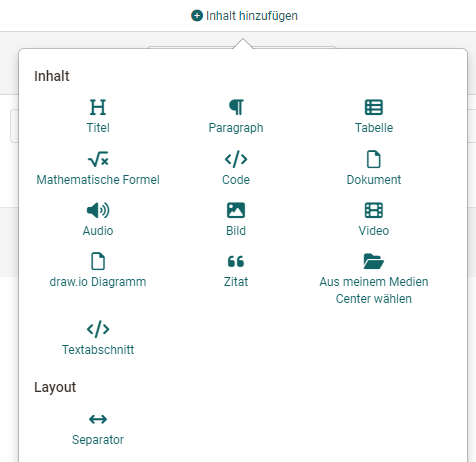 Inhalt hinzufügen
Inhalt
Titel
Paragraph
Tabelle
Mathematische Formel
Code
Dokument
Audio
Bild
Video
draw.io Diagramm
Zitat
Aus meinem Medien
Center wählen
Textabschnitt
Layout
Separator